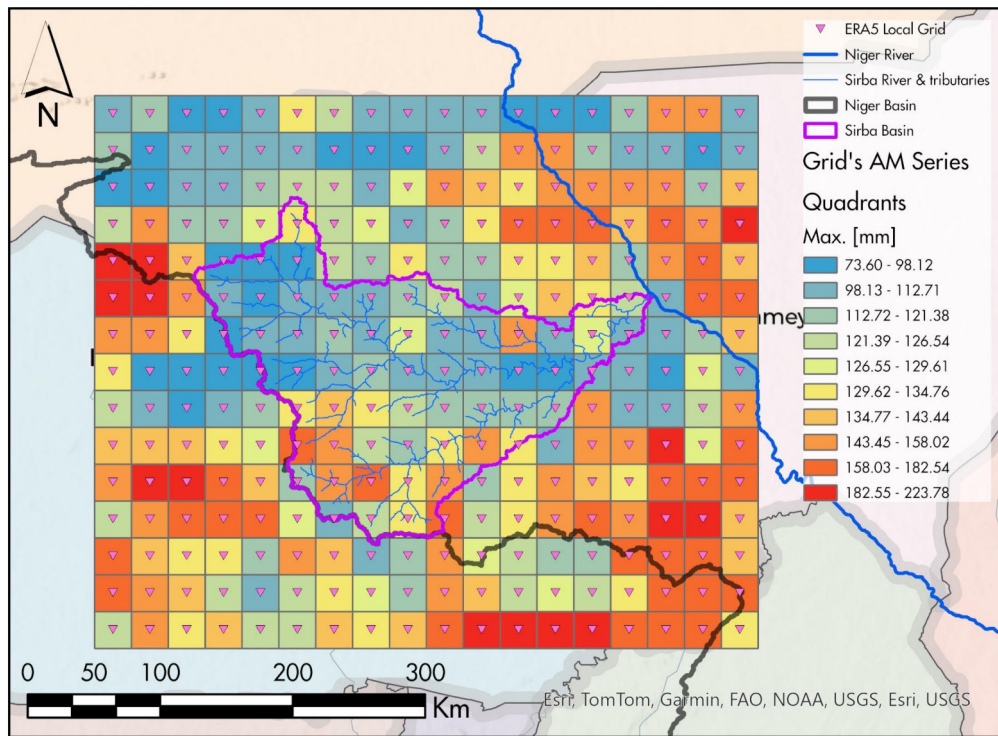 N
ERA5 Local Grid
Niger River
Sirba River & tributaries
Niger Basin
Sirba Basin
Grid's AM Series
Quadrants
Max. [mm]
73.60 - 98.12
98.13 - 112.71
112.72 - 121.38
121.39 - 126.54
126.55 - 129.61
129.62 - 134.76
134.77 - 143.44
143.45 - 158.02
158.03 - 182.54
182.55 - 223.78
mey
0 50 100 200 300
Km
Esri, TomTom, Garmin, FAO, NOAA, USGS, Esri, USGS